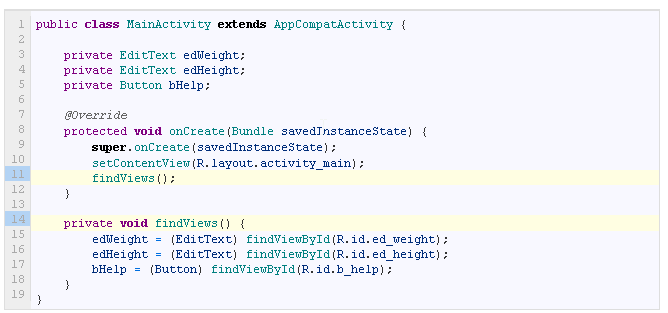 1 public class MainActivity extends AppCompatActivity {
2
3     private EditText edWeight;
4     private EditText edHeight;
5     private Button bHelp;
6
7     @Override
8     protected void onCreate(Bundle savedInstanceState) {
9         super.onCreate(savedInstanceState);
10         setContentView(R.layout.activity_main);
11         findViews();
12     }
13
14     private void findViews() {
15         edWeight = (EditText) findViewById(R.id.ed_weight);
16         edHeight = (EditText) findViewById(R.id.ed_height);
17         bHelp = (Button) findViewById(R.id.b_help);
18     }
19 }